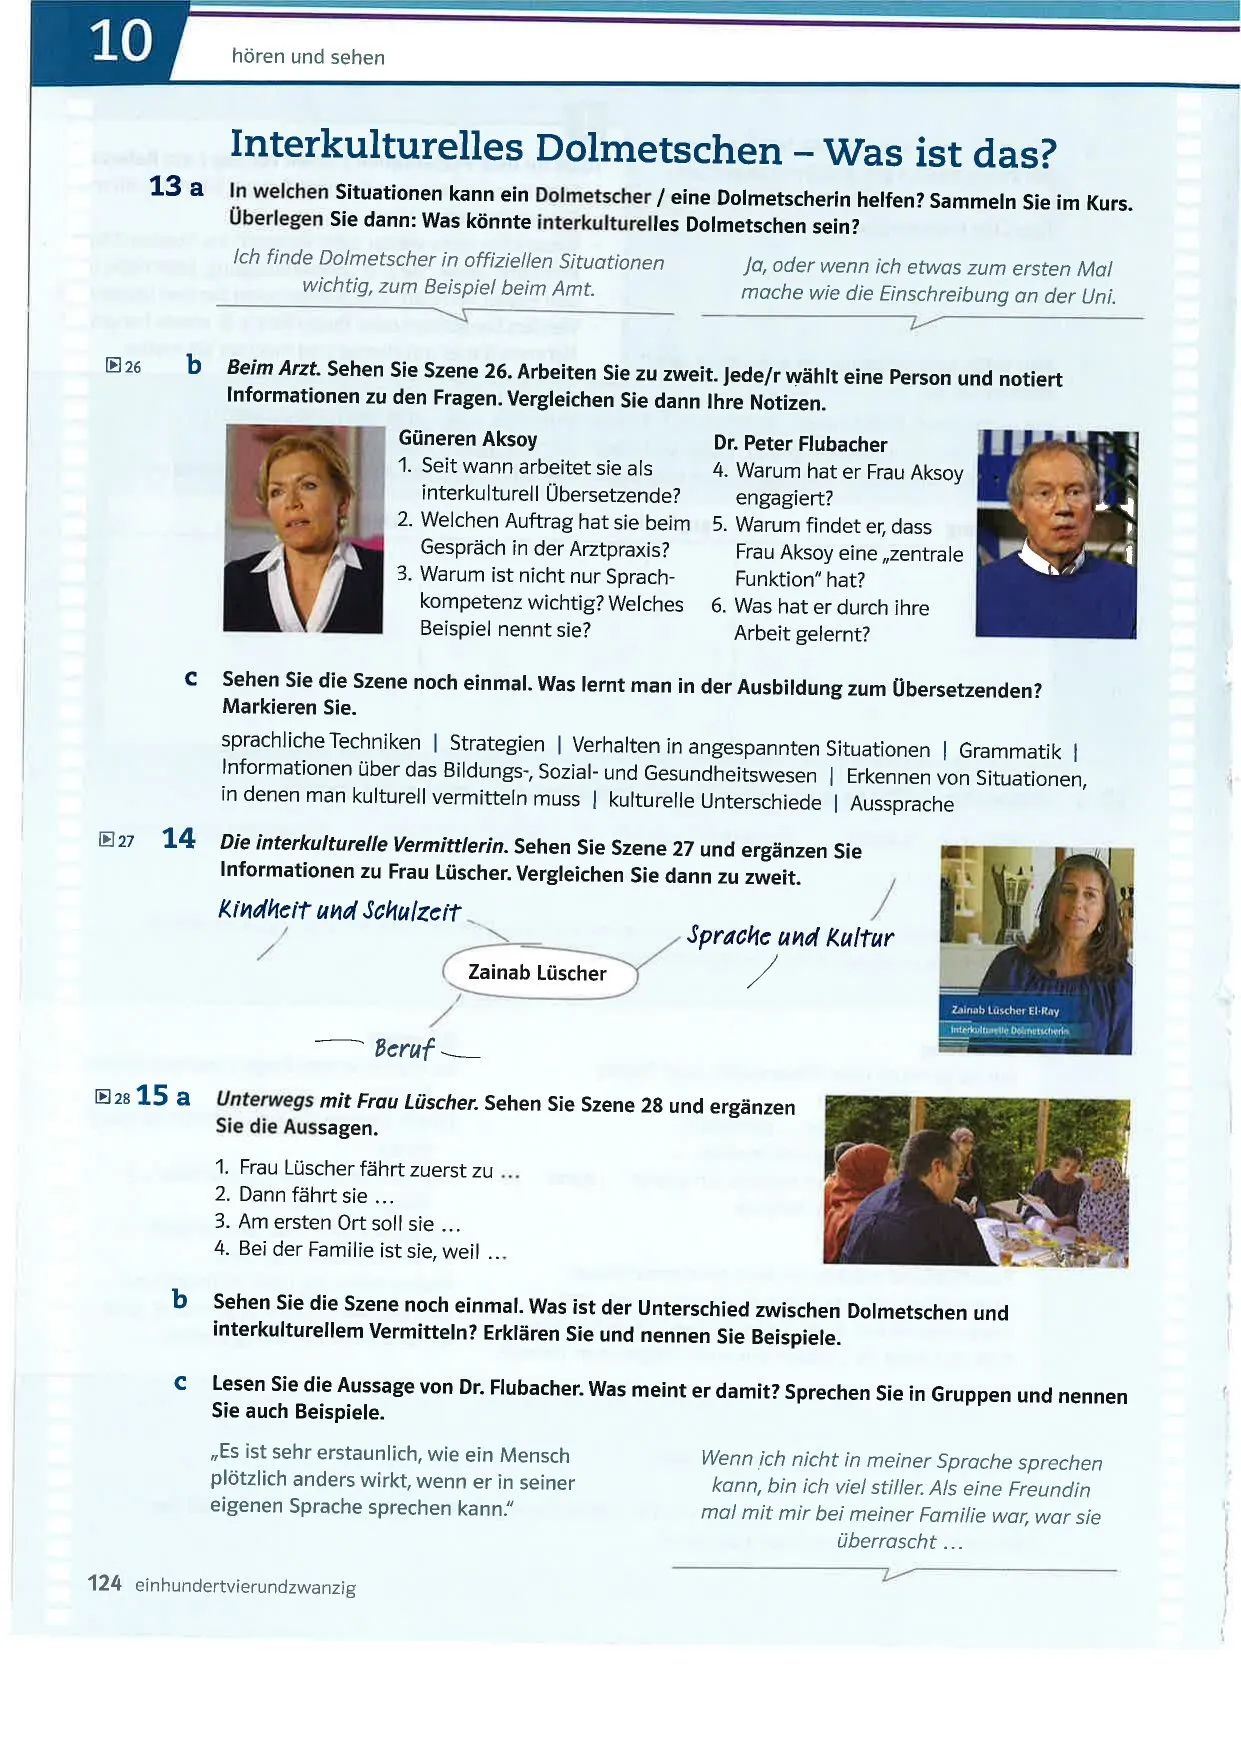 10
hören und sehen
Interkulturelles Dolmetschen – Was ist das?
13 a In welchen Situationen kann ein Dolmetscher / eine Dolmetscherin helfen? Sammeln Sie im Kurs.
Überlegen Sie dann: Was könnte interkulturelles Dolmetschen sein?
Ich finde Dolmetscher in offiziellen Situationen
wichtig, zum Beispiel beim Amt.
Ja, oder wenn ich etwas zum ersten Mal
mache wie die Einschreibung an der Uni.
26 b Beim Arzt. Sehen Sie Szene 26. Arbeiten Sie zu zweit. Jede/r wählt eine Person und notiert
Informationen zu den Fragen. Vergleichen Sie dann Ihre Notizen.
Güneren Aksoy
1. Seit wann arbeitet sie als
interkulturell Übersetzende?
2. Welchen Auftrag hat sie beim
Gespräch in der Arztpraxis?
3. Warum ist nicht nur Sprach-
kompetenz wichtig? Welches
Beispiel nennt sie?
Dr. Peter Flubacher
4. Warum hat er Frau Aksoy
engagiert?
5. Warum findet er, dass
Frau Aksoy eine „zentrale
Funktion“ hat?
6. Was hat er durch ihre
Arbeit gelernt?
c Sehen Sie die Szene noch einmal. Was lernt man in der Ausbildung zum Übersetzenden?
Markieren Sie.
sprachliche Techniken | Strategien | Verhalten in angespannten Situationen | Grammatik |
Informationen über das Bildungs-, Sozial- und Gesundheitswesen | Erkennen von Situationen,
in denen man kulturell vermitteln muss | kulturelle Unterschiede | Aussprache
27 14 Die interkulturelle Vermittlerin. Sehen Sie Szene 27 und ergänzen Sie
Informationen zu Frau Lüscher. Vergleichen Sie dann zu zweit.
Kindheit und Schulzeit
Sprache und Kultur
Zainab Lüscher
Beruf
Zainab Lüscher El-Ray
Interkulturelle Dolmetscherin
28 15 a Unterwegs mit Frau Lüscher. Sehen Sie Szene 28 und ergänzen
Sie die Aussagen.
1. Frau Lüscher fährt zuerst zu ...
2. Dann fährt sie ...
3. Am ersten Ort soll sie ...
4. Bei der Familie ist sie, weil ...
b Sehen Sie die Szene noch einmal. Was ist der Unterschied zwischen Dolmetschen und
interkulturellem Vermitteln? Erklären Sie und nennen Sie Beispiele.
c Lesen Sie die Aussage von Dr. Flubacher. Was meint er damit? Sprechen Sie in Gruppen und nennen
Sie auch Beispiele.
„Es ist sehr erstaunlich, wie ein Mensch
plötzlich anders wirkt, wenn er in seiner
eigenen Sprache sprechen kann.“
Wenn ich nicht in meiner Sprache sprechen
kann, bin ich viel stiller. Als eine Freundin
mal mit mir bei meiner Familie war, war sie
überrascht ...
124 einhundertvierundzwanzig